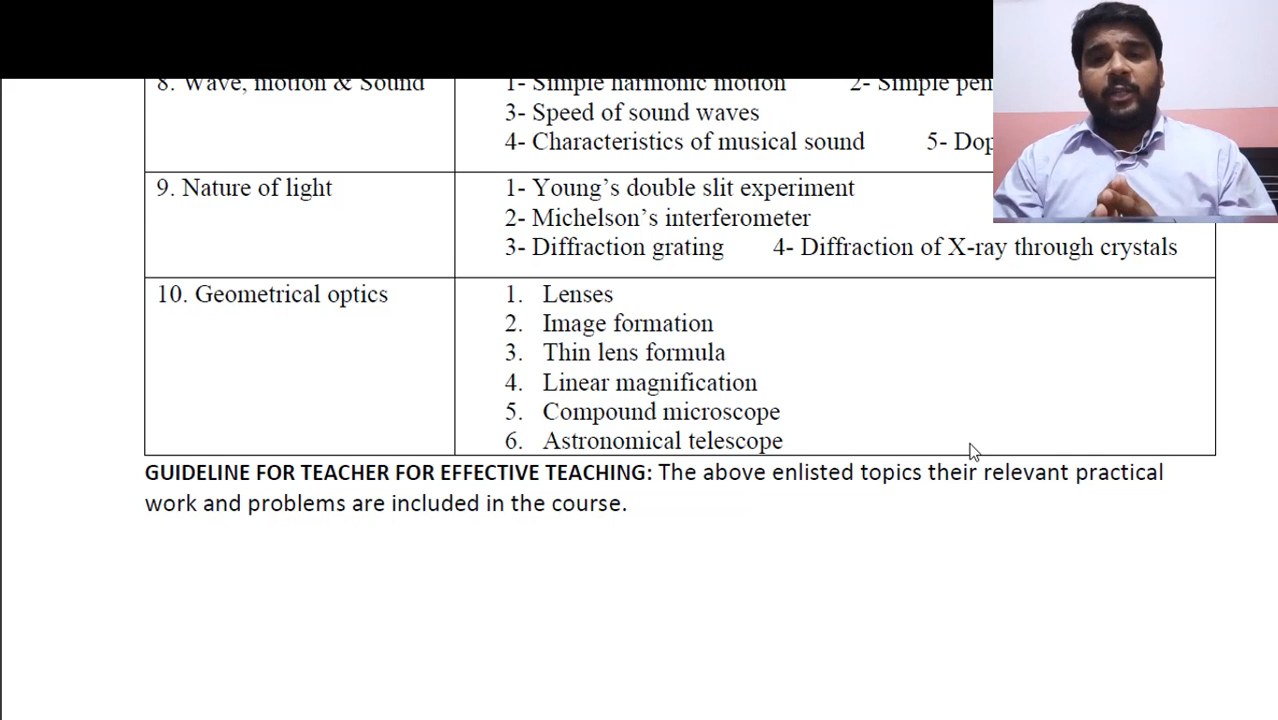 8. Wave, motion & Sound
1- Simple harmonic motion 2- Simple
3- Speed of sound waves
4- Characteristics of musical sound 5-
9. Nature of light
1- Young’s double slit experiment
2- Michelson’s interferometer
3- Diffraction grating 4- Diffraction of X-ray through crystals
10. Geometrical optics
1. Lenses
2. Image formation
3. Thin lens formula
4. Linear magnification
5. Compound microscope
6. Astronomical telescope
GUIDELINE FOR TEACHER FOR EFFECTIVE TEACHING: The above enlisted topics their relevant practical
work and problems are included in the course.